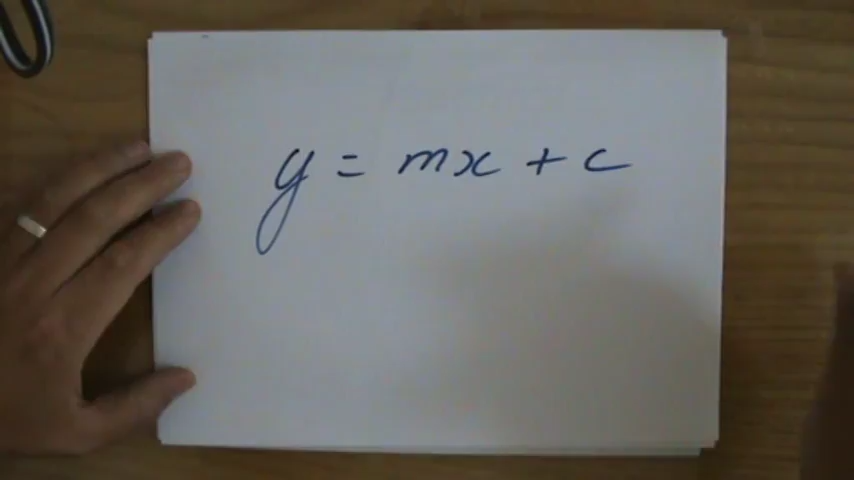 y = mx + c